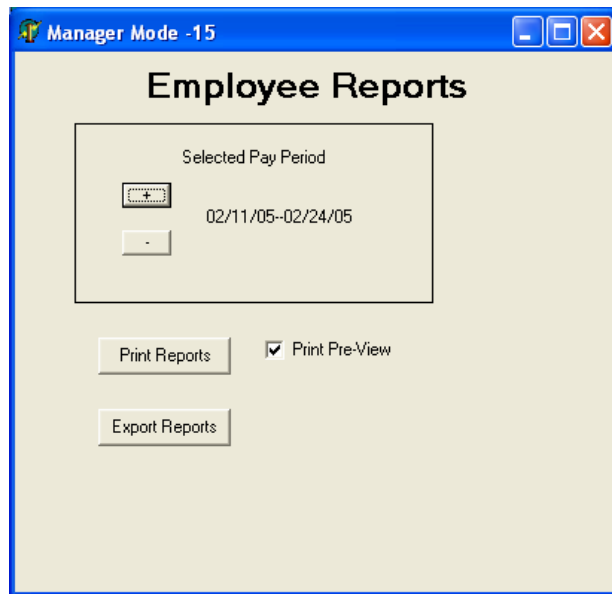 Manager Mode -15
Employee Reports
Selected Pay Period
+
02/11/05--02/24/05
-
Print Reports
Print Pre-View
Export Reports